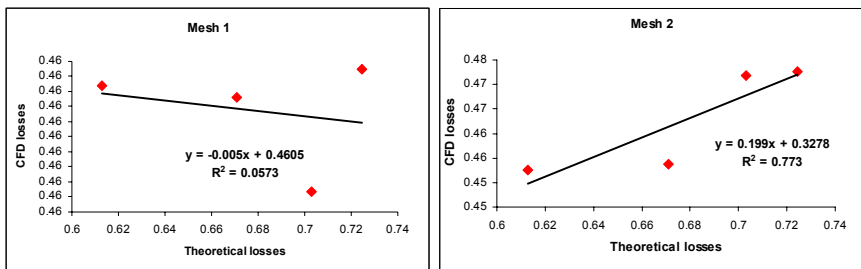 Mesh 1
0.46
0.46
0.46
0.46
0.46
0.46
0.46
0.46
0.46
0.46
0.46
CFD losses
y = -0.005x + 0.4605
R² = 0.0573
0.6 0.62 0.64 0.66 0.68 0.7 0.72 0.74
Theoretical losses
Mesh 2
0.48
0.47
0.47
0.46
0.46
0.45
0.45
CFD losses
y = 0.199x + 0.3278
R² = 0.773
0.6 0.62 0.64 0.66 0.68 0.7 0.72 0.74
Theoretical losses